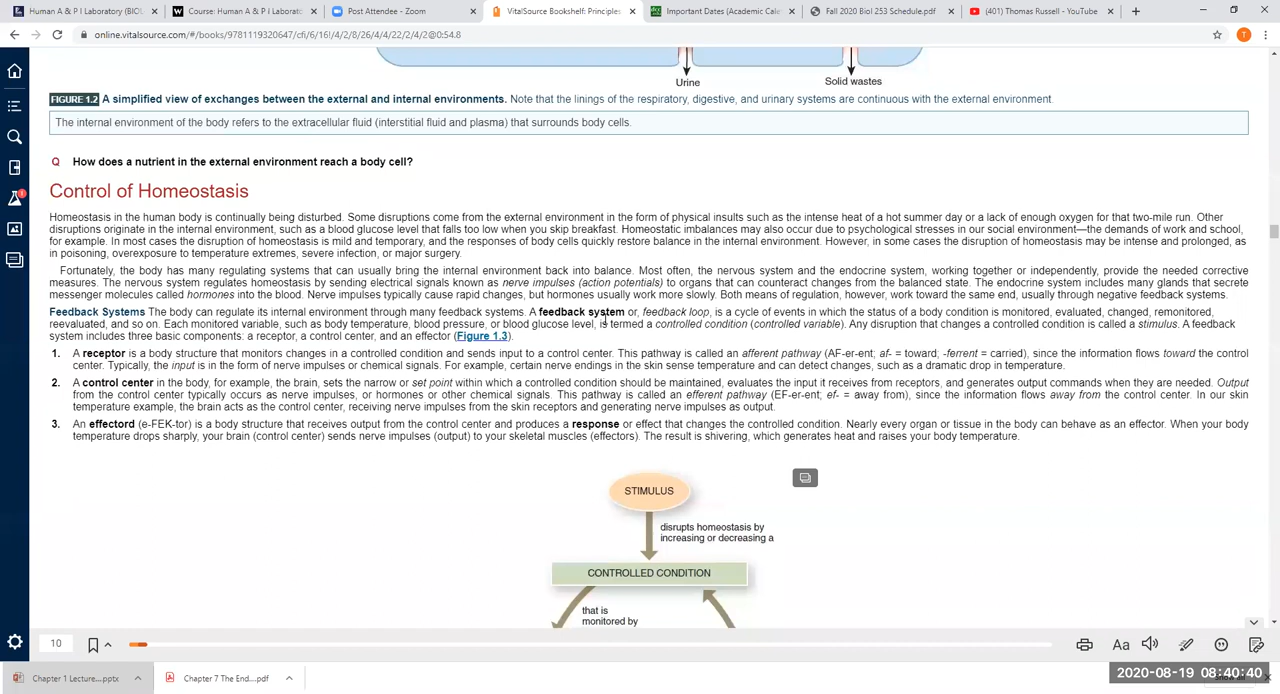 Human A & P I Laboratory (BIOL
Course: Human A & P I Laborato
Post Attendee - Zoom
VitalSource Bookshelf: Principles
Important Dates (Academic Cale
Fall 2020 Biol 253 Schedule.pdf
(401) Thomas Russell - YouTube
online.vitalsource.com/#/books/9781119320647/cfi/6/16!/4/2/8/26/4/4/22/2/4/2@0:54.8
T
Urine
Solid wastes
FIGURE 1.2 A simplified view of exchanges between the external and internal environments. Note that the linings of the respiratory, digestive, and urinary systems are continuous with the external environment.
The internal environment of the body refers to the extracellular fluid (interstitial fluid and plasma) that surrounds body cells.
Q How does a nutrient in the external environment reach a body cell?
Control of Homeostasis
Homeostasis in the human body is continually being disturbed. Some disruptions come from the external environment in the form of physical insults such as the intense heat of a hot summer day or a lack of enough oxygen for that two-mile run. Other
disruptions originate in the internal environment, such as a blood glucose level that falls too low when you skip breakfast. Homeostatic imbalances may also occur due to psychological stresses in our social environment—the demands of work and school,
for example. In most cases the disruption of homeostasis is mild and temporary, and the responses of body cells quickly restore balance in the internal environment. However, in some cases the disruption of homeostasis may be intense and prolonged, as
in poisoning, overexposure to temperature extremes, severe infection, or major surgery.
Fortunately, the body has many regulating systems that can usually bring the internal environment back into balance. Most often, the nervous system and the endocrine system, working together or independently, provide the needed corrective
measures. The nervous system regulates homeostasis by sending electrical signals known as nerve impulses (action potentials) to organs that can counteract changes from the balanced state. The endocrine system includes many glands that secrete
messenger molecules called hormones into the blood. Nerve impulses typically cause rapid changes, but hormones usually work more slowly. Both means of regulation, however, work toward the same end, usually through negative feedback systems.
Feedback Systems The body can regulate its internal environment through many feedback systems. A feedback system or, feedback loop, is a cycle of events in which the status of a body condition is monitored, evaluated, changed, remonitored,
reevaluated, and so on. Each monitored variable, such as body temperature, blood pressure, or blood glucose level, is termed a controlled condition (controlled variable). Any disruption that changes a controlled condition is called a stimulus. A feedback
system includes three basic components: a receptor, a control center, and an effector (Figure 1.3).
1. A receptor is a body structure that monitors changes in a controlled condition and sends input to a control center. This pathway is called an afferent pathway (AF-er-ent; af- = toward; -ferrent = carried), since the information flows toward the control
center. Typically, the input is in the form of nerve impulses or chemical signals. For example, certain nerve endings in the skin sense temperature and can detect changes, such as a dramatic drop in temperature.
2. A control center in the body, for example, the brain, sets the narrow or set point within which a controlled condition should be maintained, evaluates the input it receives from receptors, and generates output commands when they are needed. Output
from the control center typically occurs as nerve impulses, or hormones or other chemical signals. This pathway is called an efferent pathway (EF-er-ent; ef- = away from), since the information flows away from the control center. In our skin
temperature example, the brain acts as the control center, receiving nerve impulses from the skin receptors and generating nerve impulses as output.
3. An effectord (e-FEK-tor) is a body structure that receives output from the control center and produces a response or effect that changes the controlled condition. Nearly every organ or tissue in the body can behave as an effector. When your body
temperature drops sharply, your brain (control center) sends nerve impulses (output) to your skeletal muscles (effectors). The result is shivering, which generates heat and raises your body temperature.
STIMULUS
disrupts homeostasis by
increasing or decreasing a
CONTROLLED CONDITION
that is
monitored by
10
Aa
Chapter 1 Lecture....pptx
Chapter 7 The End....pdf
2020-08-19 08:40:40